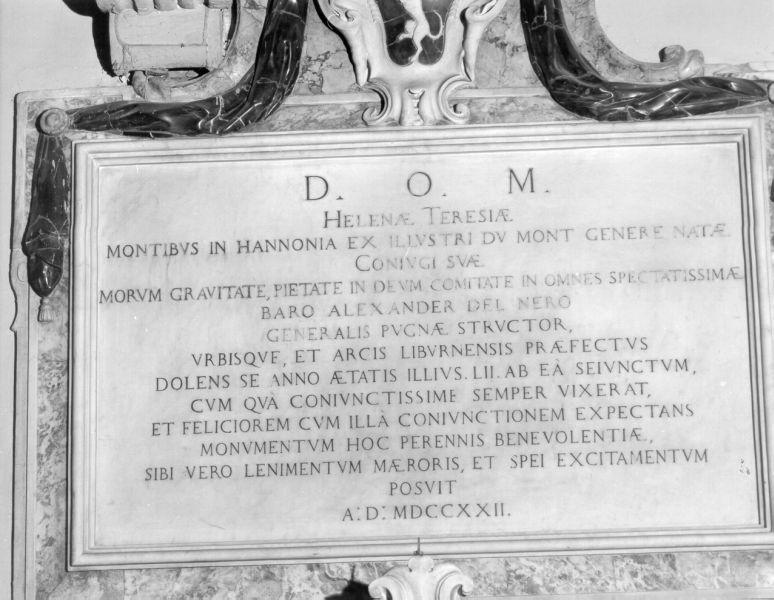 D. O. M.
HELENÆ TERESIÆ
MONTIBVS IN HANNONIA EX ILLVSTRI DV MONT GENERE NATÆ
CONIVGI SVÆ
MORVM GRAVITATE, PIETATE IN DEVM COMITATE IN OMNES SPECTATISSIMÆ
BARO ALEXANDER DEL NERO
GENERALIS PVGNÆ STRVCTOR,
VRBISQVE, ET ARCIS LIBVRNENSIS PRÆFECTVS
DOLENS SE ANNO ÆTATIS ILLIVS. LII. AB EÀ SEIVNCTVM,
CVM QVÀ CONIVNCTISSIME SEMPER VIXERAT,
ET FELICIOREM CVM ILLÀ CONIVNCTIONEM EXPECTANS
MONVMENTVM HOC PERENNIS BENEVOLENTIÆ,
SIBI VERO LENIMENTVM MÆRORIS, ET SPEI EXCITAMENTVM
POSVIT
A: D: MDCCXXII.